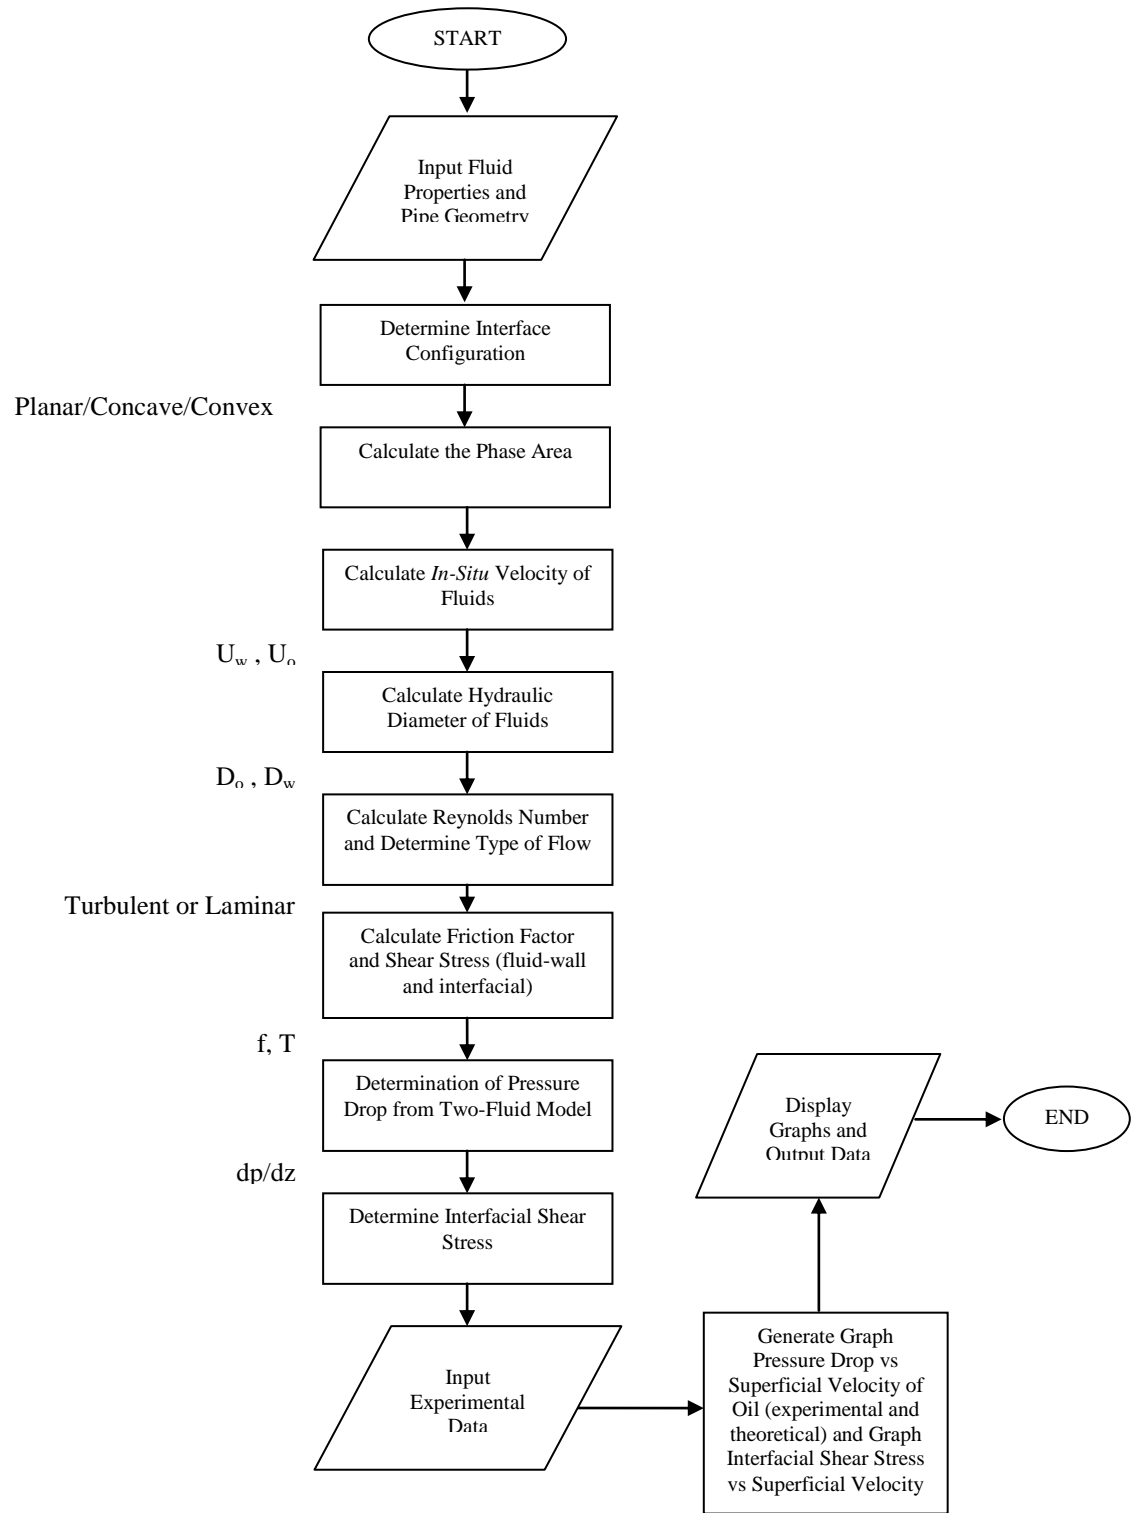 START
Input Fluid
Properties and
Pipe Geometry
Determine Interface
Configuration
Planar/Concave/Convex
Calculate the Phase Area
Calculate In-Situ Velocity of
Fluids
U_w , U_o
Calculate Hydraulic
Diameter of Fluids
D_o , D_w
Calculate Reynolds Number
and Determine Type of Flow
Turbulent or Laminar
Calculate Friction Factor
and Shear Stress (fluid-wall
and interfacial)
f, T
Determination of Pressure
Drop from Two-Fluid Model
dp/dz
Determine Interfacial Shear
Stress
Input
Experimental
Data
Generate Graph
Pressure Drop vs
Superficial Velocity of
Oil (experimental and
theoretical) and Graph
Interfacial Shear Stress
vs Superficial Velocity
Display
Graphs and
Output Data
END